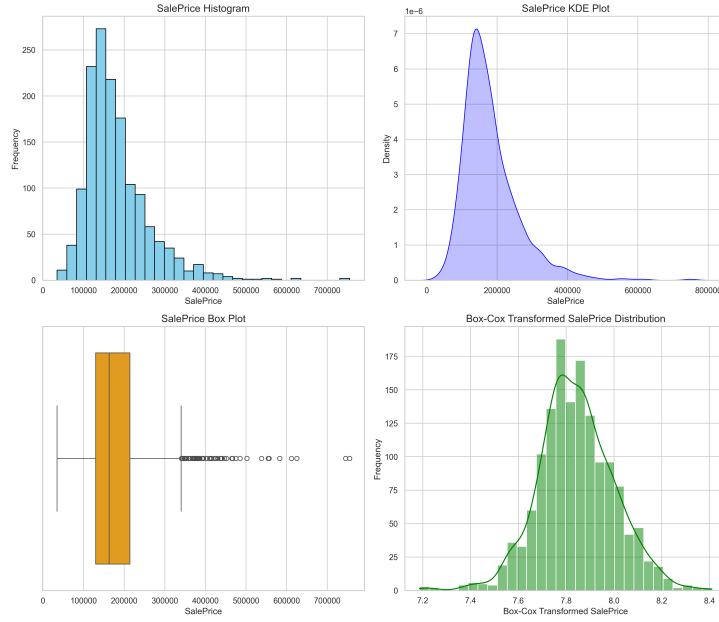 SalePrice Histogram
Frequency
250
200
150
100
50
0
0 100000 200000 300000 400000 500000 600000 700000
SalePrice
SalePrice KDE Plot
1e−6
Density
7
6
5
4
3
2
1
0
0 200000 400000 600000 800000
SalePrice
SalePrice Box Plot
0 100000 200000 300000 400000 500000 600000 700000
SalePrice
Box-Cox Transformed SalePrice Distribution
Frequency
175
150
125
100
75
50
25
0
7.2 7.4 7.6 7.8 8.0 8.2 8.4
Box-Cox Transformed SalePrice